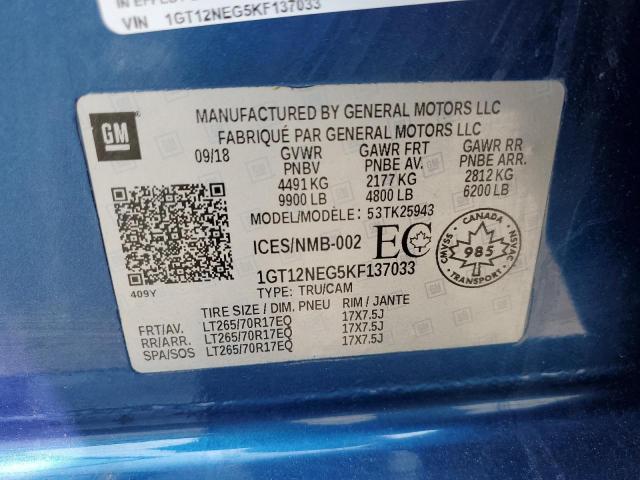 VIN 1GT12NEG5KF137033
GM
MANUFACTURED BY GENERAL MOTORS LLC
FABRIQUÉ PAR GENERAL MOTORS LLC
09/18 GVWR GAWR FRT GAWR RR
PNBV PNBE AV. PNBE ARR.
4491 KG 2177 KG 2812 KG
9900 LB 4800 LB 6200 LB
MODEL/MODÈLE: 53TK25943
ICES/NMB-002 EC
CANADA
985
TRANSPORT
NSVAC
SVSAC
1GT12NEG5KF137033
409Y
TYPE: TRU/CAM
TIRE SIZE / DIM. PNEU RIM / JANTE
FRT/AV. LT265/70R17EQ 17X7.5J
RR/ARR. LT265/70R17EQ 17X7.5J
SPA/SOS LT265/70R17EQ 17X7.5J